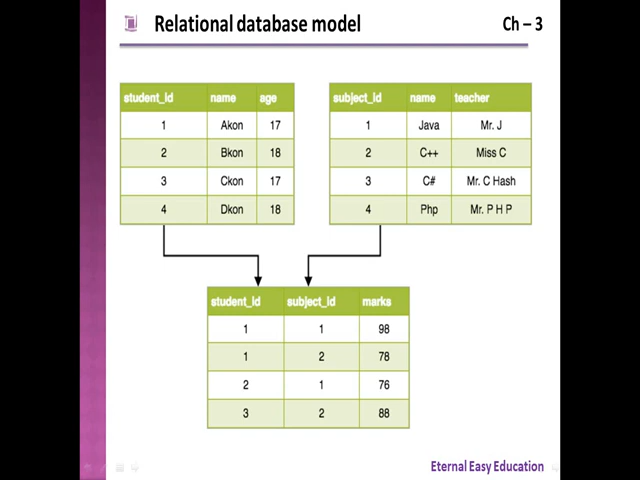 Relational database model
Ch – 3
student_id name age
1 Akon 17
2 Bkon 18
3 Ckon 17
4 Dkon 18
subject_id name teacher
1 Java Mr. J
2 C++ Miss C
3 C# Mr. C Hash
4 Php Mr. P H P
student_id subject_id marks
1 1 98
1 2 78
2 1 76
3 2 88
Eternal Easy Education